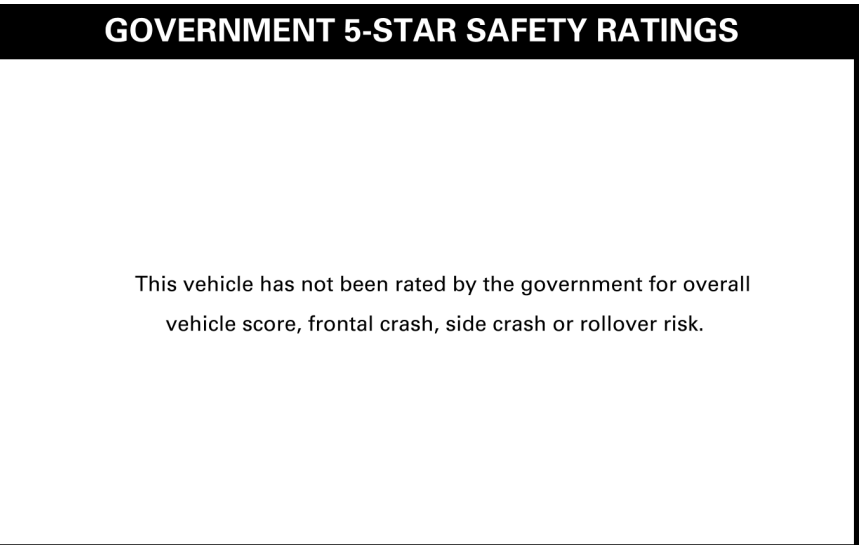 GOVERNMENT 5-STAR SAFETY RATINGS
This vehicle has not been rated by the government for overall
vehicle score, frontal crash, side crash or rollover risk.